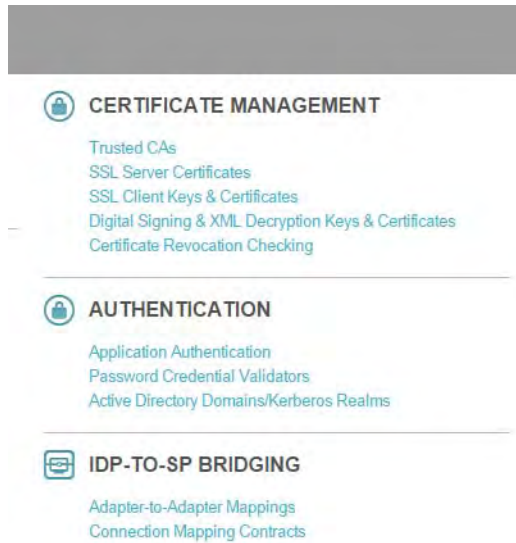 CERTIFICATE MANAGEMENT
Trusted CAs
SSL Server Certificates
SSL Client Keys & Certificates
Digital Signing & XML Decryption Keys & Certificates
Certificate Revocation Checking
AUTHENTICATION
Application Authentication
Password Credential Validators
Active Directory Domains/Kerberos Realms
IDP-TO-SP BRIDGING
Adapter-to-Adapter Mappings
Connection Mapping Contracts